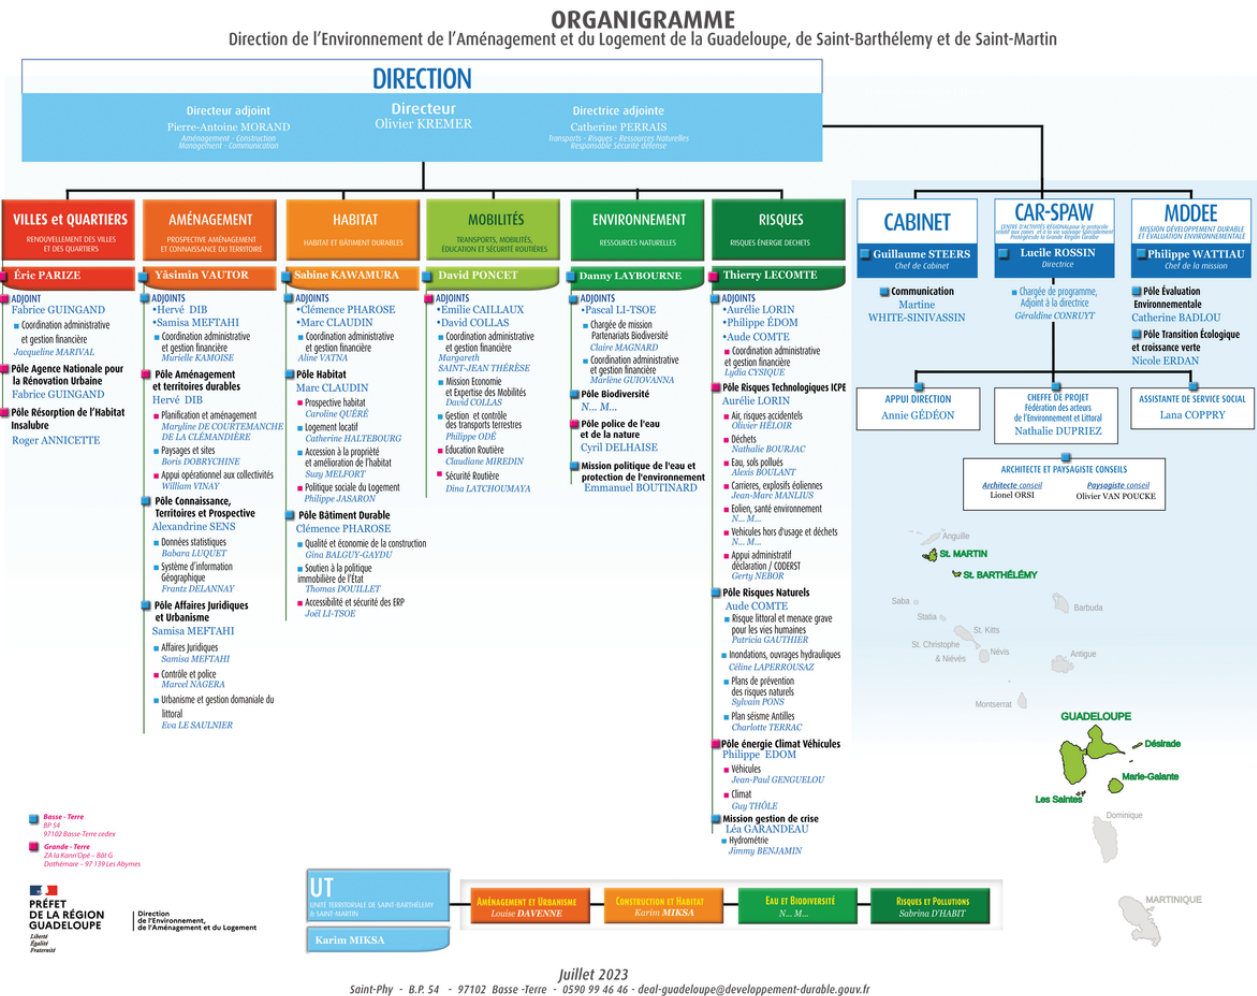 ORGANIGRAMME
Direction de l'Environnement de l'Aménagement et du Logement de la Guadeloupe, de Saint-Barthélemy et de Saint-Martin
DIRECTION
Directeur adjoint
Pierre-Antoine MORAND
Aménagement - Construction
Management - Communication
Directeur
Olivier KREMER
Directrice adjointe
Catherine PERRAIS
Transports - Risques - Ressources Naturelles
Responsable Sécurité défense
VILLES et QUARTIERS
RENOUVELLEMENT DES VILLES
ET DES QUARTIERS
Éric PARIZE
ADJOINT
Fabrice GUINGAND
Coordination administrative
et gestion financière
Jacqueline MARIVAL
Pôle Agence Nationale pour
la Rénovation Urbaine
Fabrice GUINGAND
Pôle Résorption de l'Habitat
Insalubre
Roger ANNICETTE
AMÉNAGEMENT
PROSPECTIVE AMÉNAGEMENT
ET CONNAISSANCE DU TERRITOIRE
Yâsimin VAUTOR
ADJOINTS
•Hervé DIB
•Samisa MEFTAHI
Coordination administrative
et gestion financière
Murielle KAMOISE
Pôle Aménagement
et territoires durables
Hervé DIB
Planification et aménagement
Maryline DE COURTEMANCHE
DE LA CLÉMANDIÈRE
Paysages et sites
Boris DOBRYCHINE
Appui opérationnel aux collectivités
William VINAY
Pôle Connaissance,
Territoires et Prospective
Alexandrine SENS
Données statistiques
Babara LUQUET
Système d'information
Géographique
Frantz DELANNAY
Pôle Affaires Juridiques
et Urbanisme
Samisa MEFTAHI
Affaires Juridiques
Samisa MEFTAHI
Contrôle et police
Marcel NAGERA
Urbanisme et gestion domaniale du
littoral
Eva LE SAULNIER
HABITAT
HABITAT ET BÂTIMENT DURABLES
Sabine KAWAMURA
ADJOINTS
•Clémence PHAROSE
•Marc CLAUDIN
Coordination administrative
et gestion financière
Aline VATNA
Pôle Habitat
Marc CLAUDIN
Prospective habitat
Caroline QUÉRÉ
Logement locatif
Catherine HALTEBOURG
Accession à la propriété
et amélioration de l'habitat
Suzy MELFORT
Politique sociale du Logement
Philippe JASARON
Pôle Bâtiment Durable
Clémence PHAROSE
Qualité et économie de la construction
Gina BALGUY-GAYDU
Soutien à la politique
immobilière de l'État
Thomas DOUILLET
Accessibilité et sécurité des ERP
Joël LI-TSOE
MOBILITÉS
TRANSPORTS, MOBILITÉS,
ÉDUCATION ET SÉCURITÉ ROUTIÈRES
David PONCET
ADJOINTS
•Emilie CAILLAUX
•David COLLAS
Coordination administrative
et gestion financière
Margareth
SAINT-JEAN THÉRÈSE
Mission Economie
et Expertise des Mobilités
David COLLAS
Gestion et contrôle
des transports terrestres
Philippe ODÉ
Education Routière
Claudiane MIREDIN
Sécurité Routière
Dina LATCHOUMAYA
ENVIRONNEMENT
RESSOURCES NATURELLES
Danny LAYBOURNE
ADJOINTS
•Pascal LI-TSOE
Chargée de mission
Partenariats Biodiversité
Claire MAGNARD
Coordination administrative
et gestion financière
Marlène GUIOVANNA
Pôle Biodiversité
N... M...
Pôle police de l'eau
et de la nature
Cyril DELHAISE
Mission politique de l'eau et
protection de l'environnement
Emmanuel BOUTINARD
RISQUES
RISQUES ÉNERGIE DECHETS
Thierry LECOMTE
ADJOINTS
•Aurélie LORIN
•Philippe ÉDOM
•Aude COMTE
Coordination administrative
et gestion financière
Lydia CYSIQUE
Pôle Risques Technologiques ICPE
Aurélie LORIN
Air, risques accidentels
Olivier HÉLOIR
Déchets
Nathalie BOURJAC
Eau, sols pollués
Alexis BOULANT
Carrieres, explosifs éoliennes
Jean-Marc MANLIUS
Eolien, santé environnement
N... M...
Vehicules hors d'usage et déchets
N... M...
Appui administratif
déclaration / CODERST
Gerty NEBOR
Pôle Risques Naturels
Aude COMTE
Risque littoral et menace grave
pour les vies humaines
Patricia GAUTHIER
Inondations, ouvrages hydrauliques
Céline LAPERROUSAZ
Plans de prévention
des risques naturels
Sylvain PONS
Plan séisme Antilles
Charlotte TERRAC
Pôle énergie Climat Véhicules
Philippe EDOM
Véhicules
Jean-Paul GENGUELOU
Climat
Guy THÔLE
Mission gestion de crise
Léa GARANDEAU
Hydrométrie
Jimmy BENJAMIN
CABINET
Guillaume STEERS
Chef de Cabinet
Communication
Martine
WHITE-SINIVASSIN
CAR-SPAW
CENTRE D'ACTIVITÉS RÉGIONAL pour le protocole
relatif aux zones et à la vie sauvage Spécialement
Protégées de la Grande Région Caraïbe
Lucile ROSSIN
Directrice
Chargée de programme,
Adjoint à la directrice
Géraldine CONRUYT
MDDEE
MISSION DÉVELOPPEMENT DURABLE
ET ÉVALUATION ENVIRONNEMENTALE
Philippe WATTIAU
Chef de la mission
Pôle Évaluation
Environnementale
Catherine BADLOU
Pôle Transition Écologique
et croissance verte
Nicole ERDAN
APPUI DIRECTION
Annie GÉDÉON
CHEFFE DE PROJET
Fédération des acteurs
de l'Environnement et Littoral
Nathalie DUPRIEZ
ASSISTANTE DE SERVICE SOCIAL
Lana COPPRY
ARCHITECTE ET PAYSAGISTE CONSEILS
Architecte conseil
Lionel ORSI
Paysagiste conseil
Olivier VAN POUCKE
Anguille
St. MARTIN
St. BARTHÉLÉMY
Saba
Barbuda
Statia
St. Kitts
St. Christophe
& Niévès
Névis
Antigue
Montserrat
GUADELOUPE
Désirade
Marie-Galante
Les Saintes
Dominique
MARTINIQUE
Basse - Terre
BP 54
97102 Basse-Terre cedex
Grande - Terre
ZA la Kann'Opé – Bât G
Dothémare – 97 139 Les Abymes
PRÉFET
DE LA RÉGION
GUADELOUPE
Liberté
Égalité
Fraternité
Direction
de l'Environnement,
de l'Aménagement et du Logement
UT
UNITÉ TERRITORIALE DE SAINT-BARTHÉLEMY
& SAINT-MARTIN
Karim MIKSA
AMÉNAGEMENT ET URBANISME
Louise DAVENNE
CONSTRUCTION ET HABITAT
Karim MIKSA
EAU ET BIODIVERSITÉ
N... M...
RISQUES ET POLLUTIONS
Sabrina D'HABIT
Juillet 2023
Saint-Phy - B.P. 54 - 97102 Basse -Terre - 0590 99 46 46 - deal-guadeloupe@developpement-durable.gouv.fr